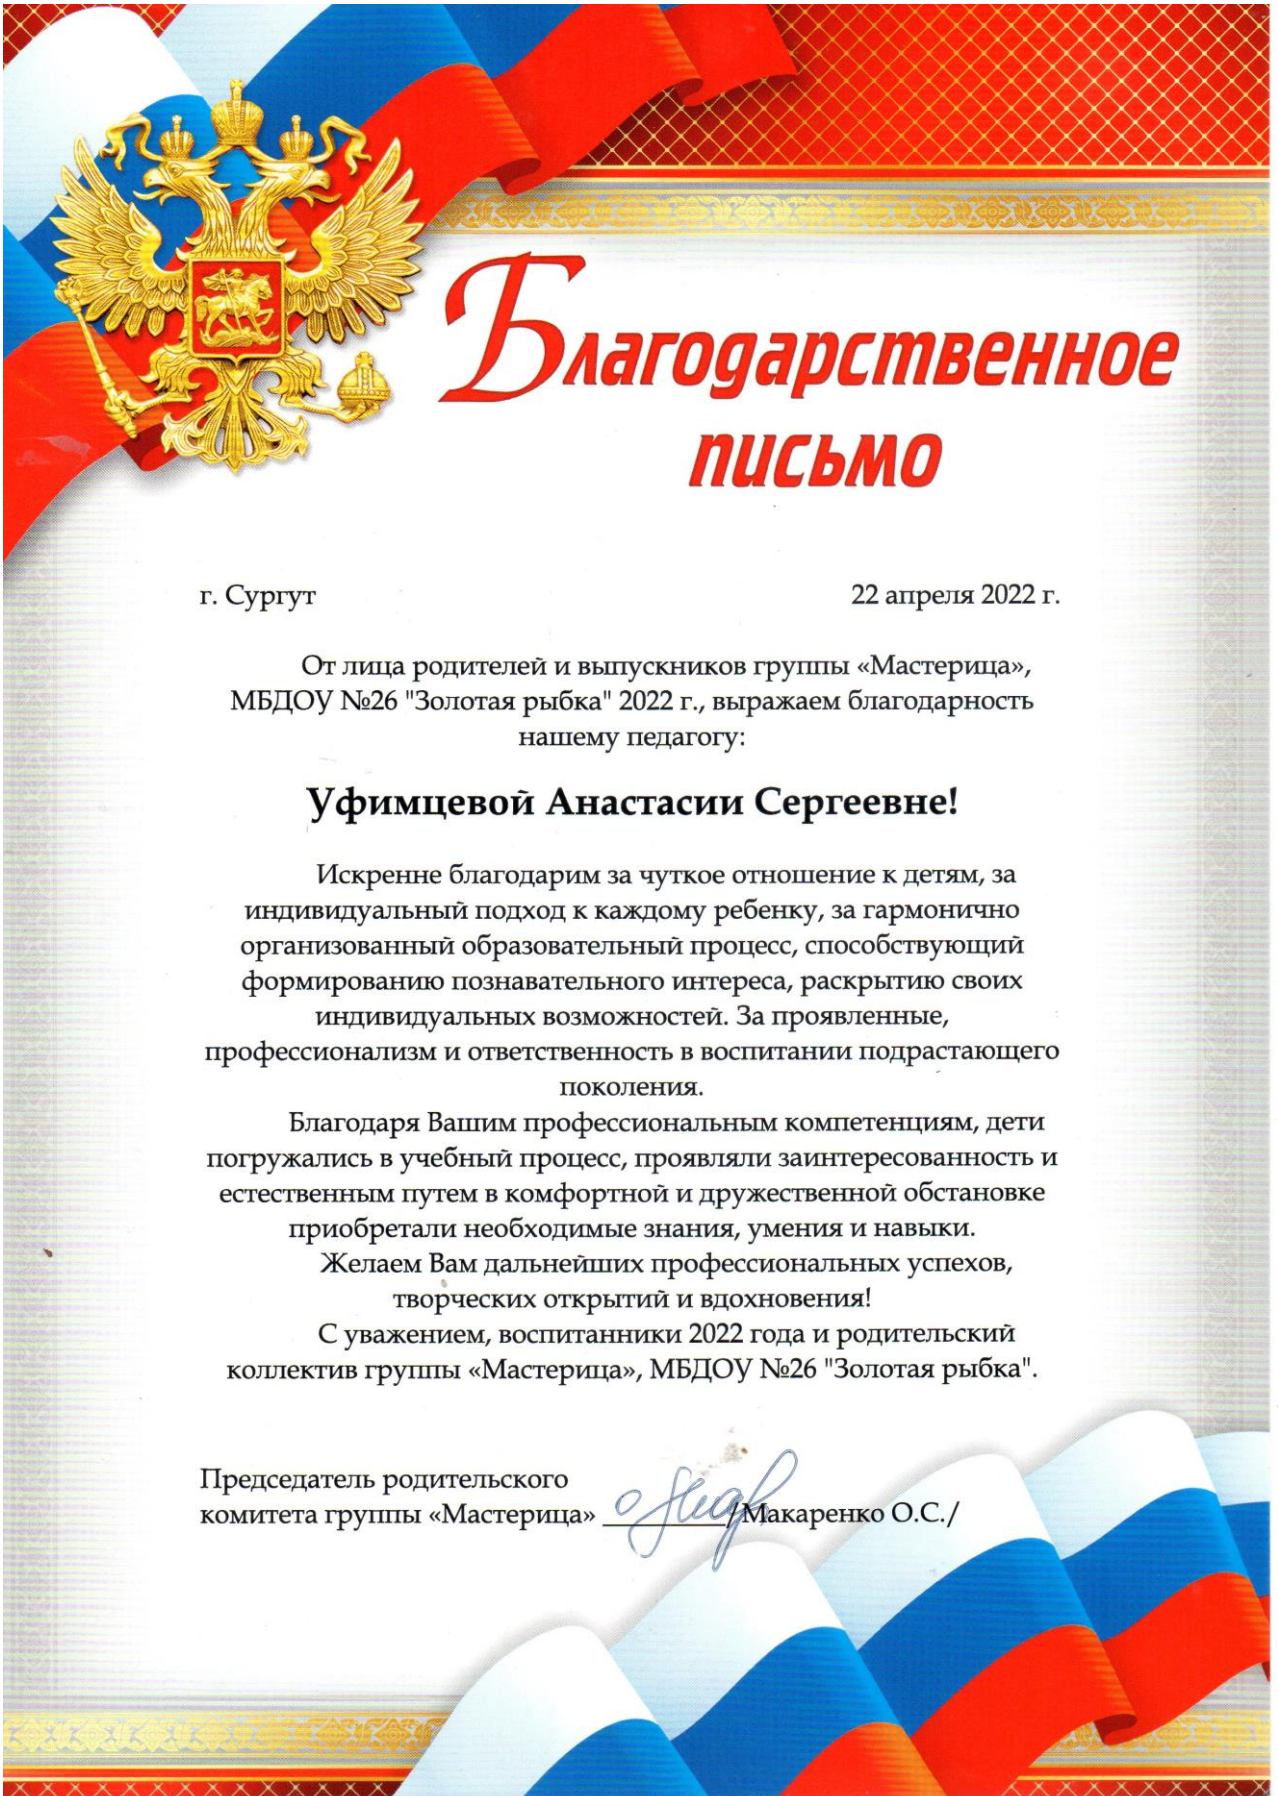 Благодарственное
письмо
г. Сургут 22 апреля 2022 г.
От лица родителей и выпускников группы «Мастерица»,
МБДОУ №26 "Золотая рыбка" 2022 г., выражаем благодарность
нашему педагогу:
Уфимцевой Анастасии Сергеевне!
Искренне благодарим за чуткое отношение к детям, за
индивидуальный подход к каждому ребенку, за гармонично
организованный образовательный процесс, способствующий
формированию познавательного интереса, раскрытию своих
индивидуальных возможностей. За проявленные,
профессионализм и ответственность в воспитании подрастающего
поколения.
Благодаря Вашим профессиональным компетенциям, дети
погружались в учебный процесс, проявляли заинтересованность и
естественным путем в комфортной и дружественной обстановке
приобретали необходимые знания, умения и навыки.
Желаем Вам дальнейших профессиональных успехов,
творческих открытий и вдохновения!
С уважением, воспитанники 2022 года и родительский
коллектив группы «Мастерица», МБДОУ №26 "Золотая рыбка".
Председатель родительского
комитета группы «Мастерица» /Макаренко О.С./